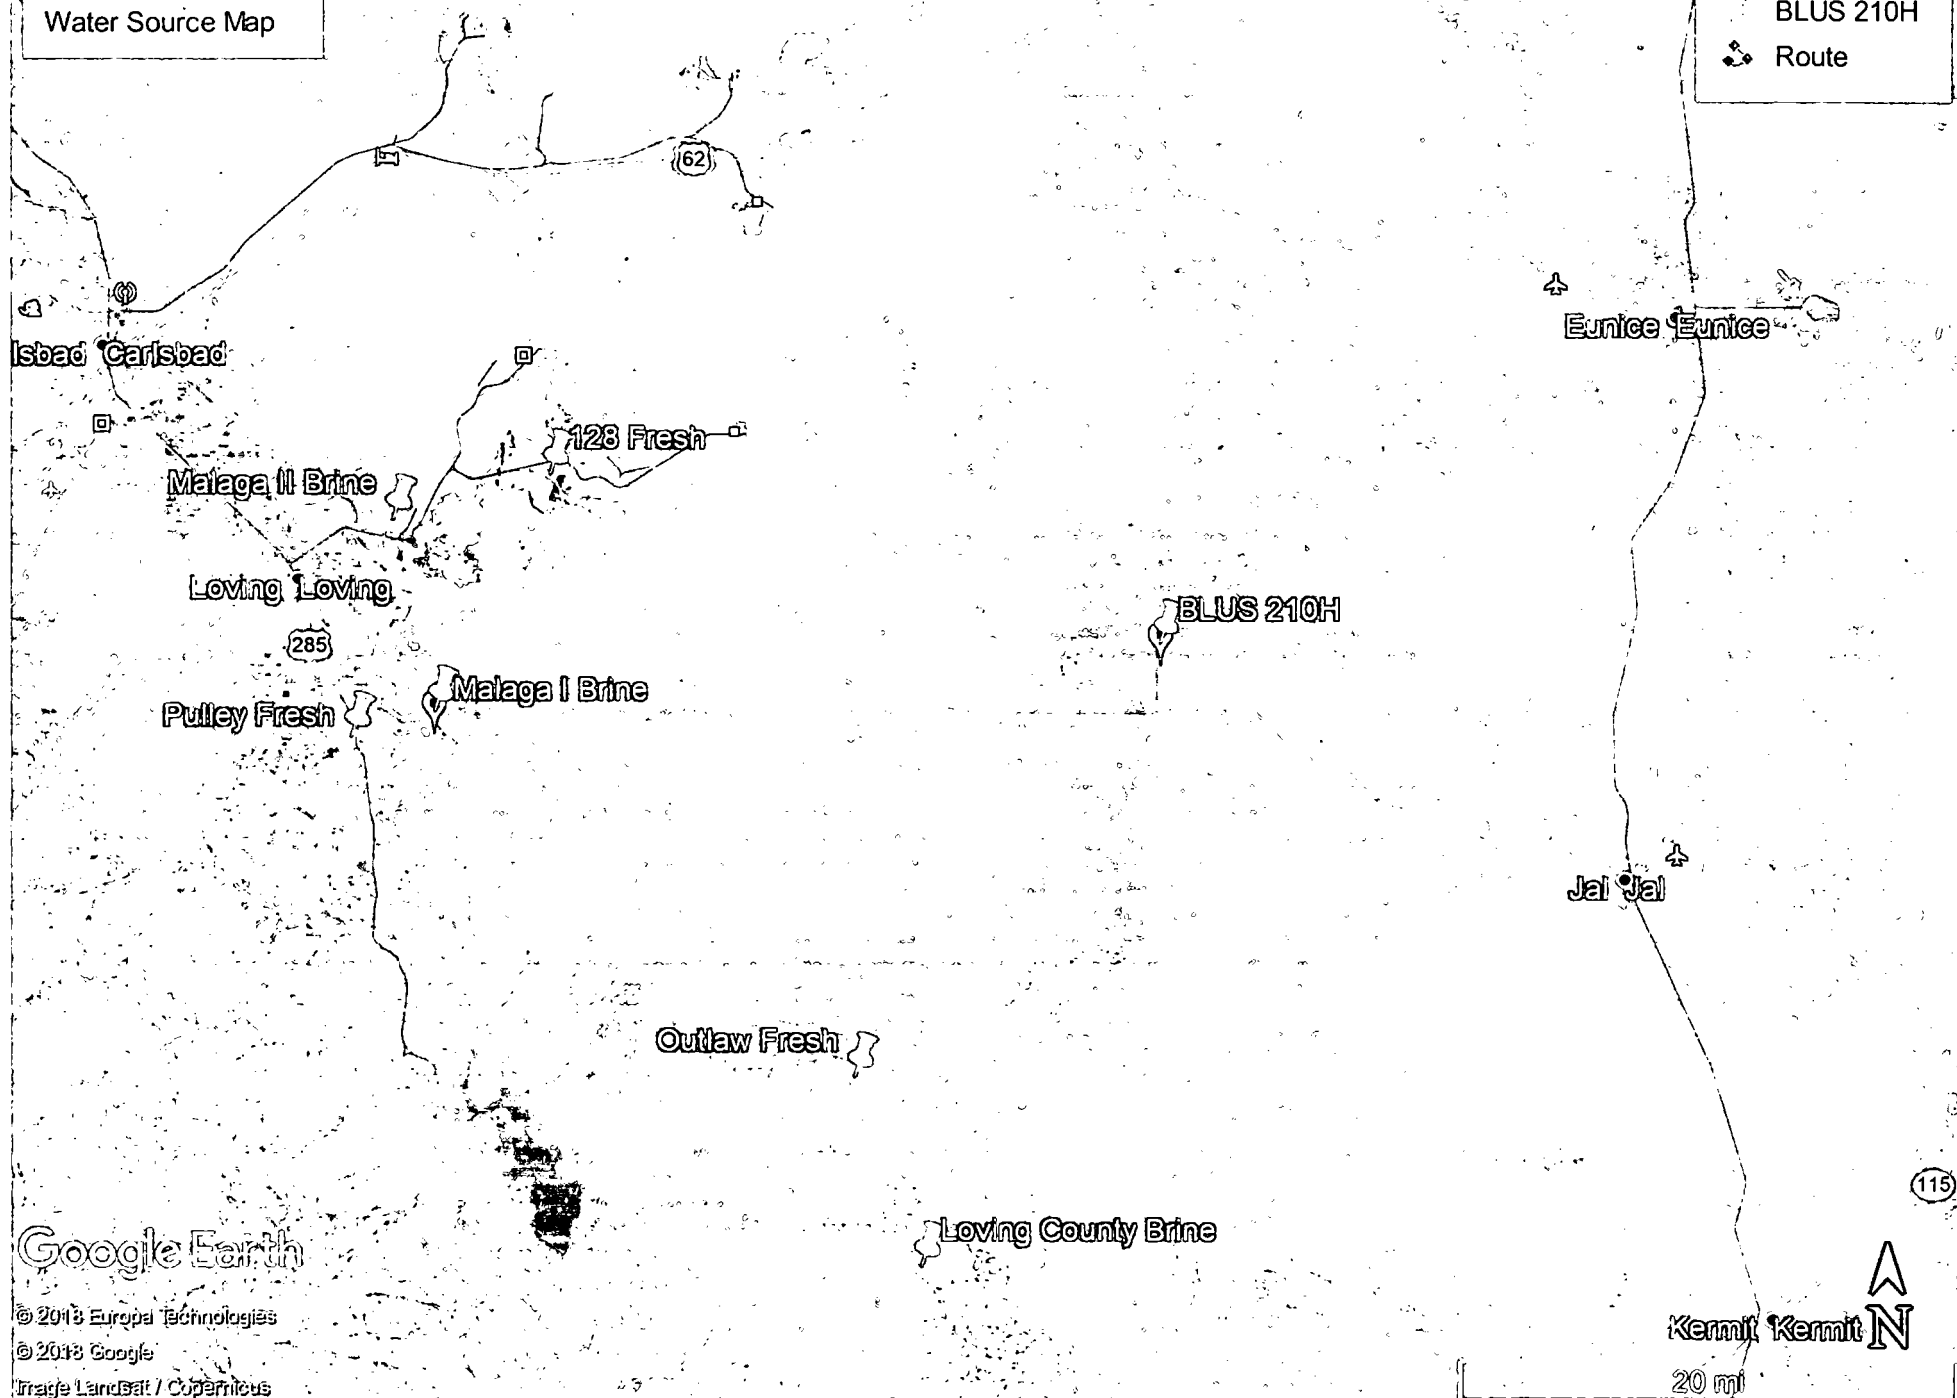 Water Source Map
BLUS 210H
Route
62
Eunice Eunice
lsbad Carlsbad
128 Fresh
Malaga II Brine
Loving Loving
BLUS 210H
285
Malaga I Brine
Pulley Fresh
Jal Jal
Outlaw Fresh
115
Loving County Brine
Google Earth
© 2018 Europa Technologies
© 2018 Google
Image Landsat / Copernicus
Kermit Kermit
N
20 mi